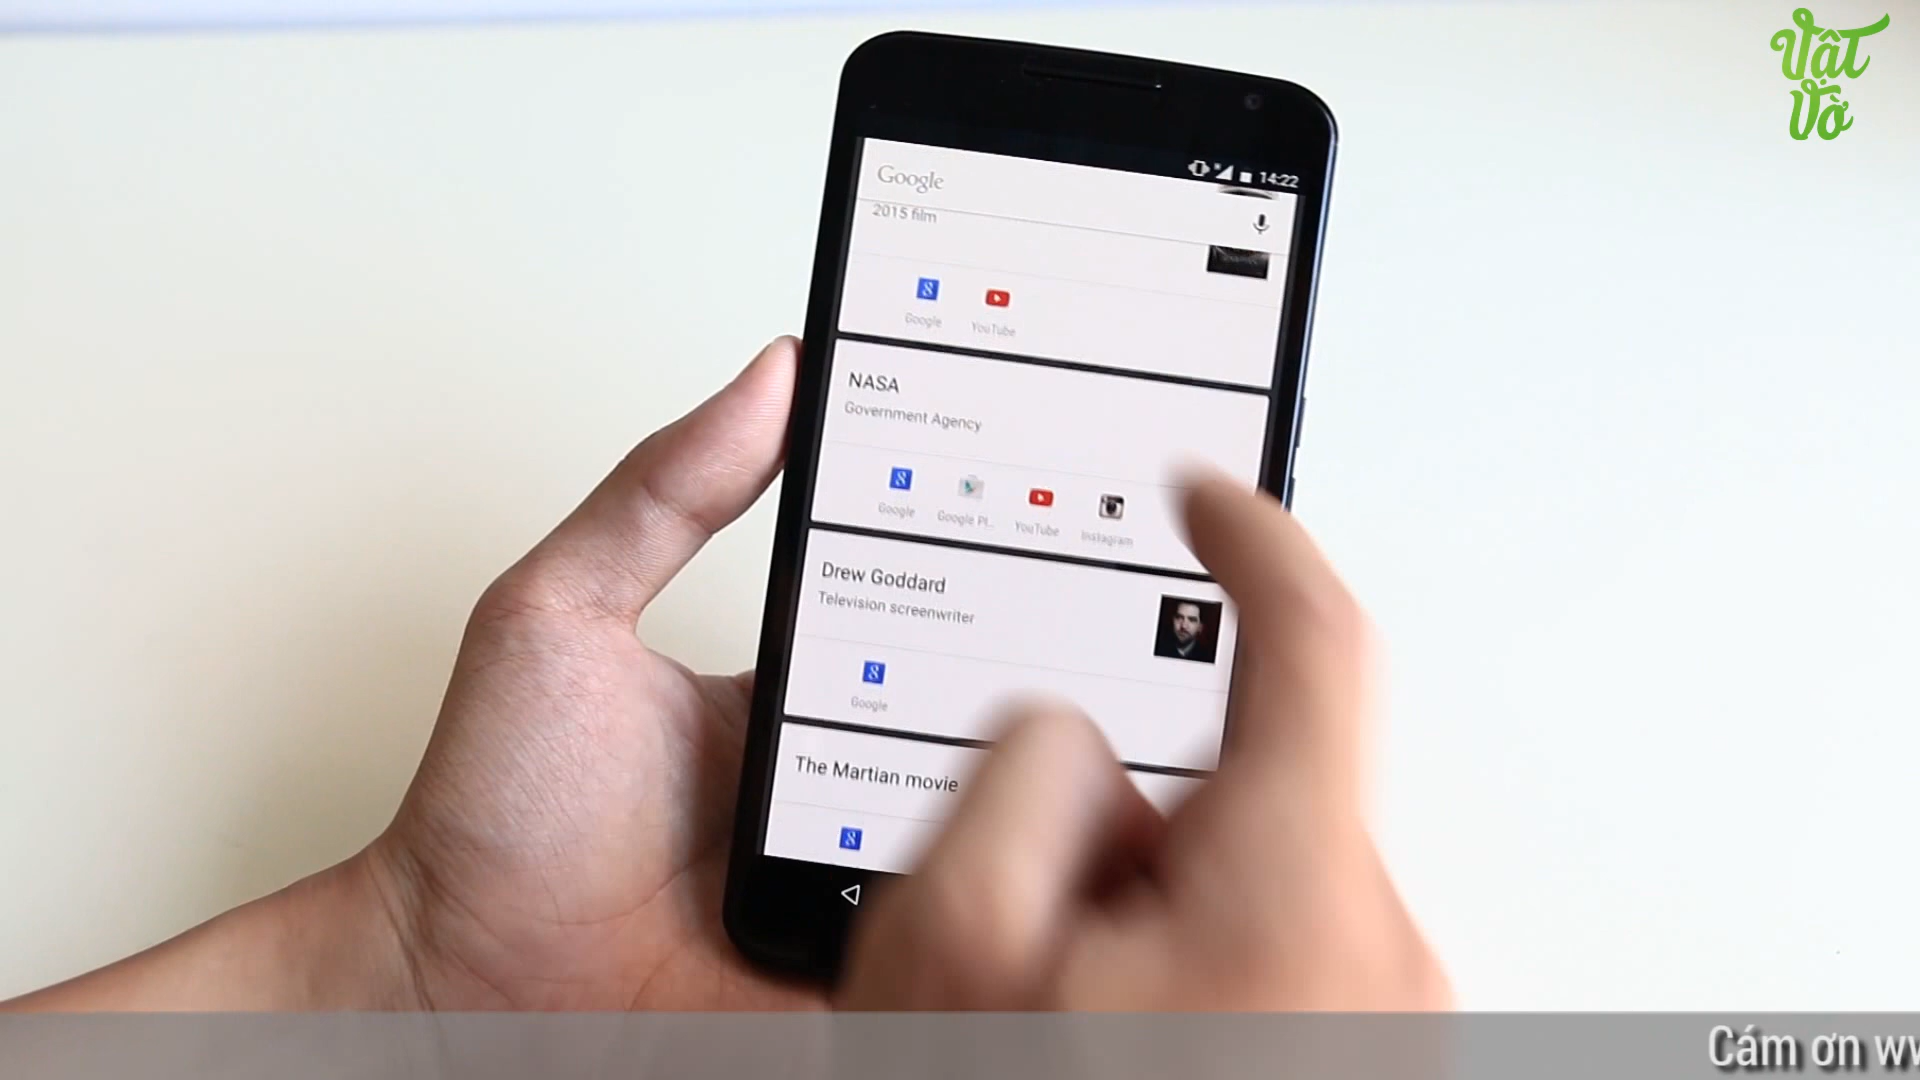 Vật
Vờ
14:22
Google
2015 film
Google
YouTube
NASA
Government Agency
Google
Google Pl...
YouTube
Instagram
Drew Goddard
Television screenwriter
Google
The Martian movie
Cám ơn